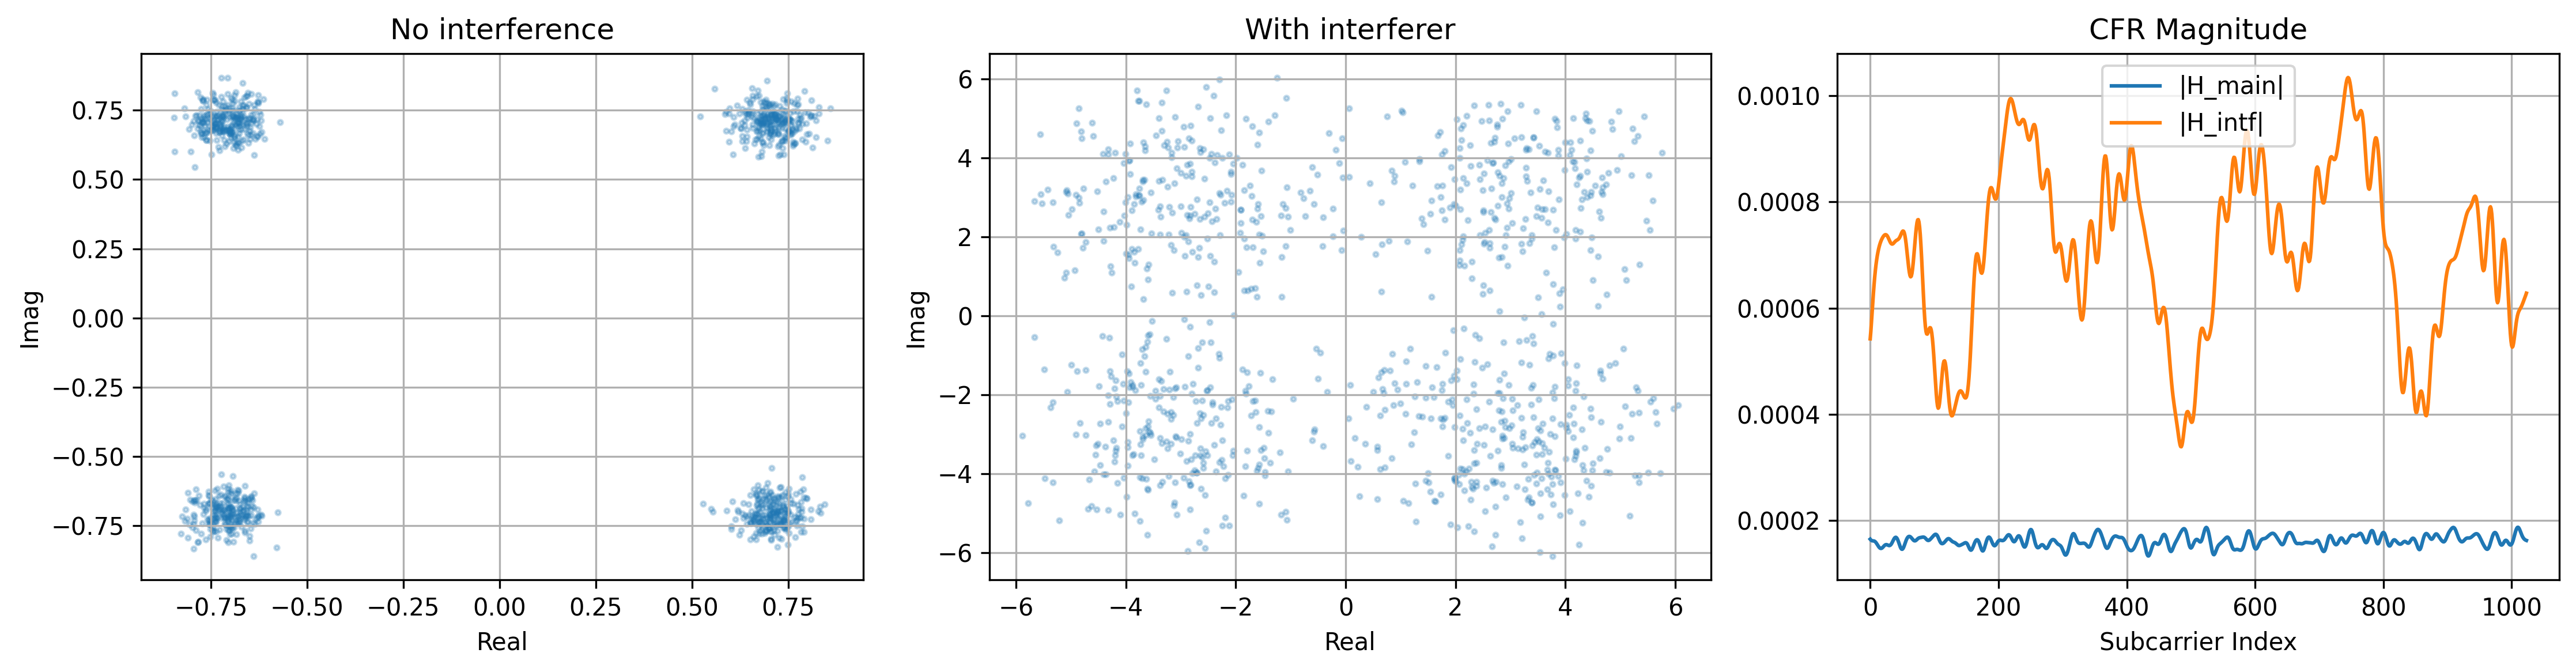 No interference
0.75
0.50
0.25
0.00
−0.25
−0.50
−0.75
Imag
−0.75 −0.50 −0.25 0.00 0.25 0.50 0.75
Real
With interferer
6
4
2
0
−2
−4
−6
Imag
−6 −4 −2 0 2 4 6
Real
CFR Magnitude
|H_main|
|H_intf|
0.0010
0.0008
0.0006
0.0004
0.0002
0 200 400 600 800 1000
Subcarrier Index